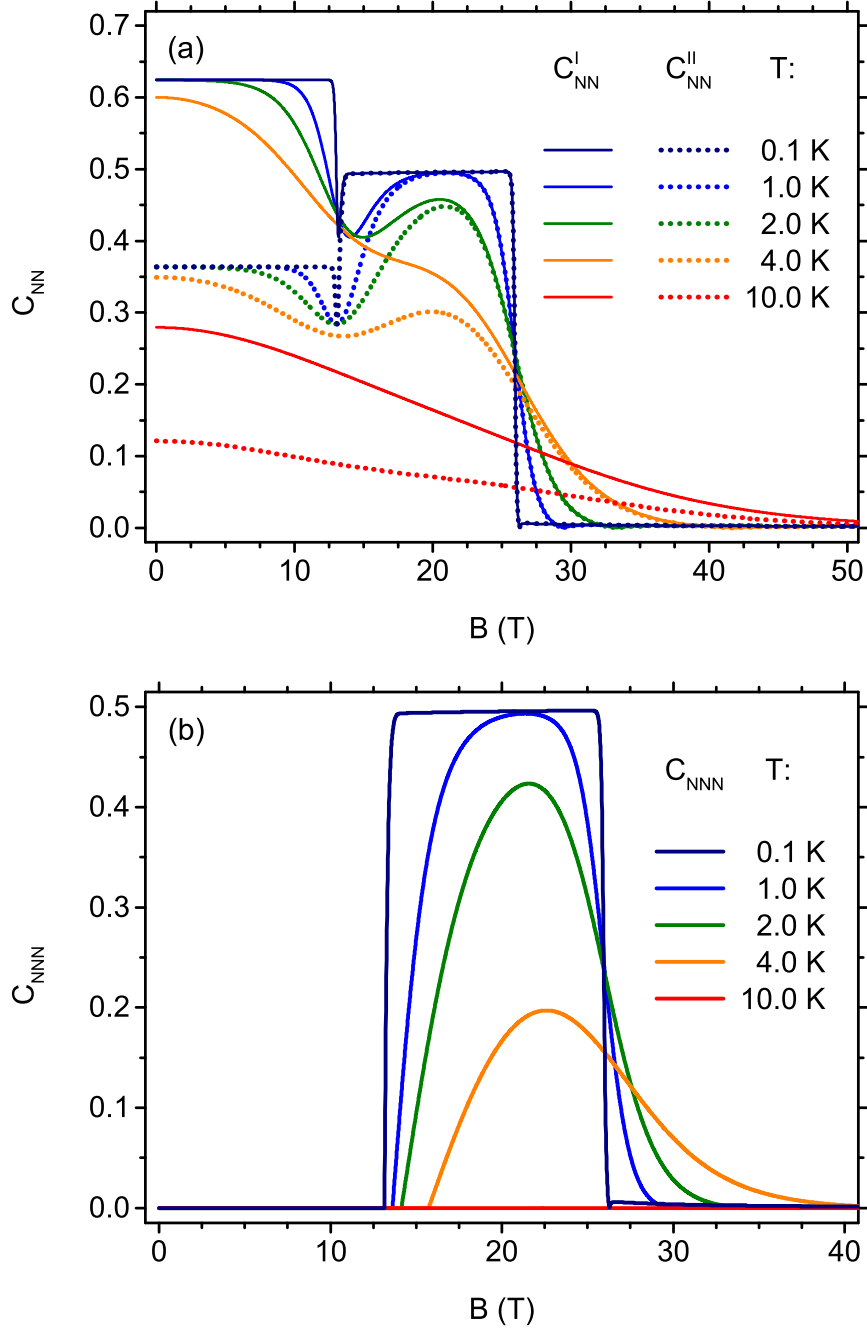 (a)
C^I_NN C^II_NN T:
0.1 K
1.0 K
2.0 K
4.0 K
10.0 K
C_NN
0.7
0.6
0.5
0.4
0.3
0.2
0.1
0.0
0 10 20 30 40 50
B (T)
(b)
C_NNN T:
0.1 K
1.0 K
2.0 K
4.0 K
10.0 K
C_NNN
0.5
0.4
0.3
0.2
0.1
0.0
0 10 20 30 40
B (T)